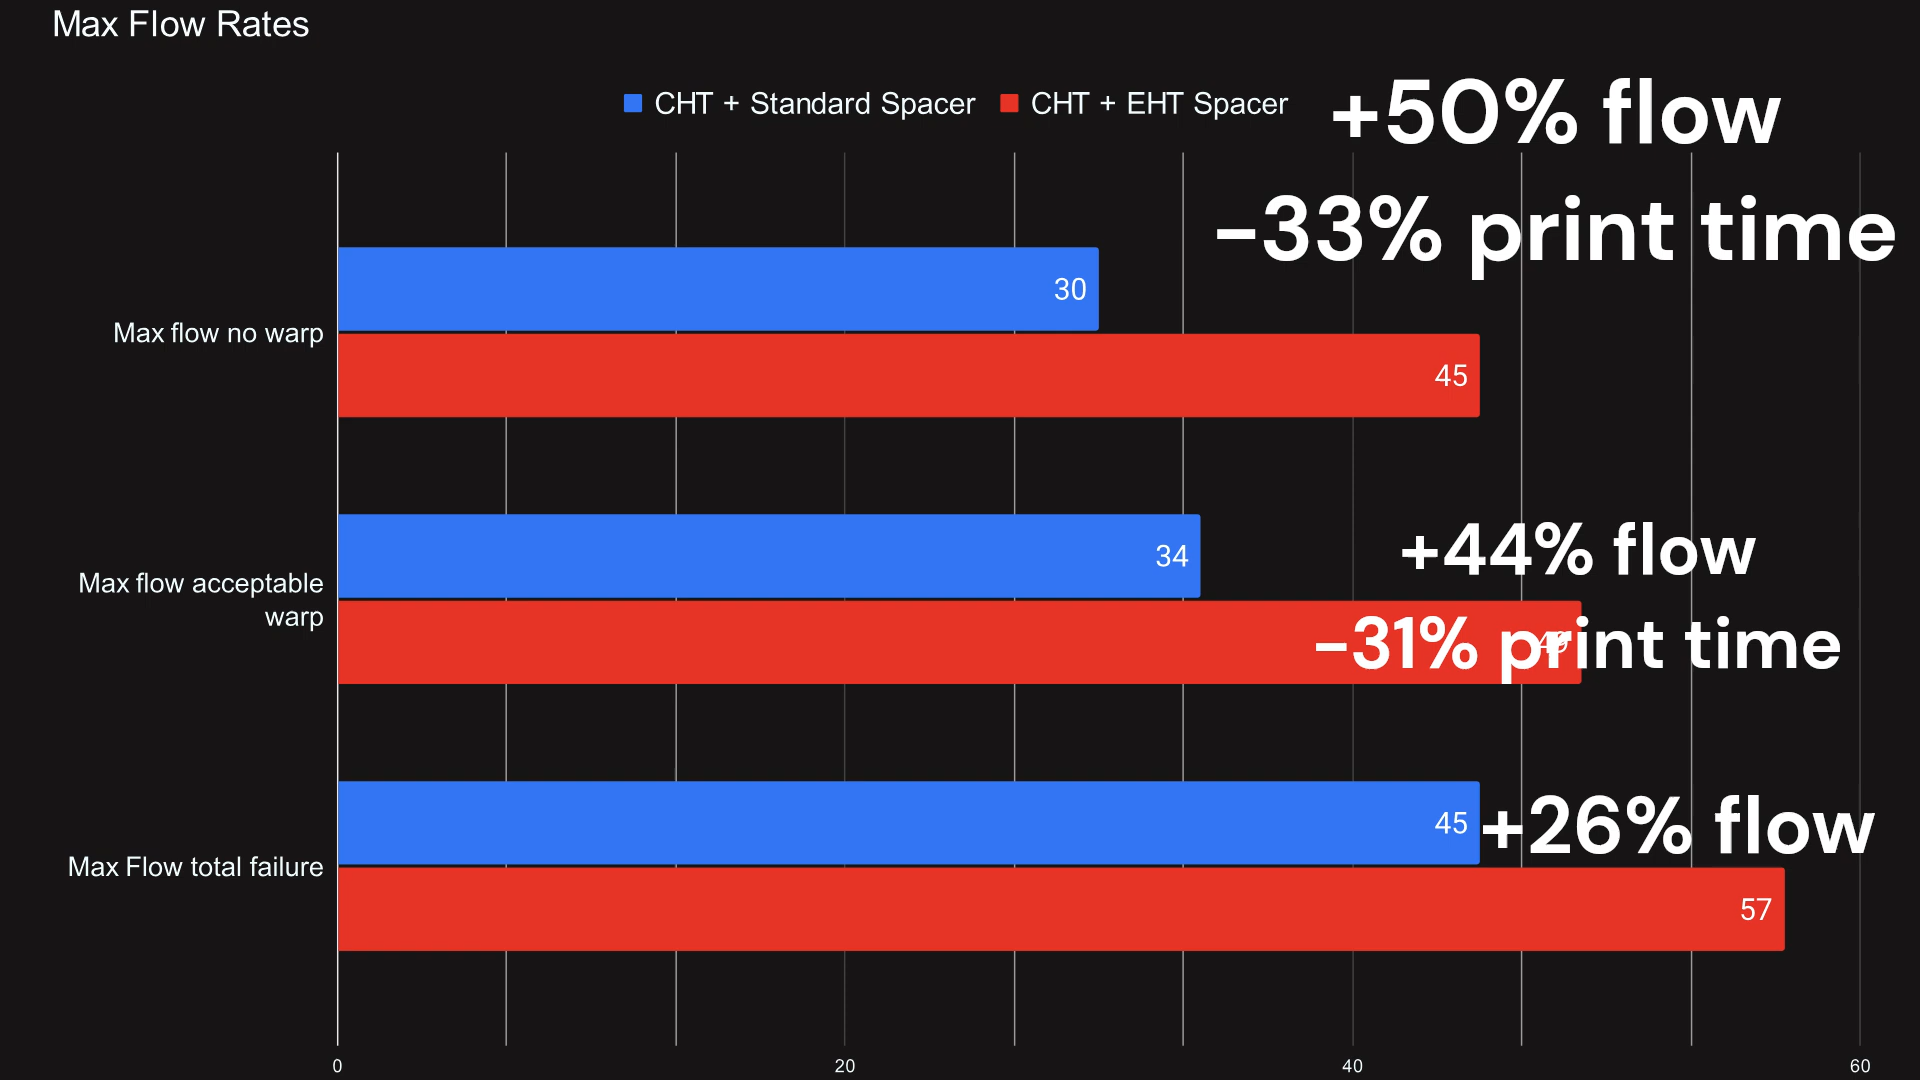 Max Flow Rates
CHT + Standard Spacer
CHT + EHT Spacer
+50% flow
-33% print time
30
Max flow no warp
45
+44% flow
34
Max flow acceptable
warp
-31% print time
49
45
+26% flow
Max Flow total failure
57
0
20
40
60